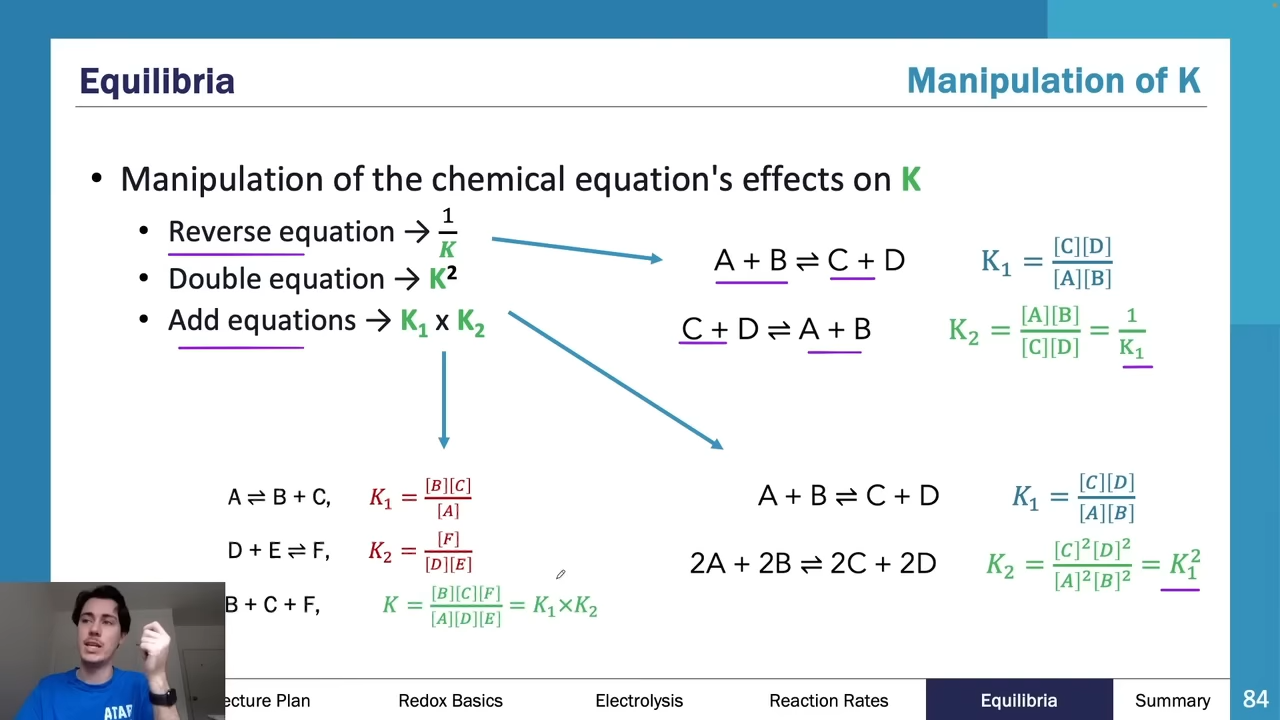 Equilibria
Manipulation of K
• Manipulation of the chemical equation's effects on K
• Reverse equation → 1/K
• Double equation → K²
• Add equations → K₁ x K₂
A + B ⇌ C + D K₁ = [C][D]/[A][B]
C + D ⇌ A + B K₂ = [A][B]/[C][D] = 1/K₁
A ⇌ B + C, K₁ = [B][C]/[A]
D + E ⇌ F, K₂ = [F]/[D][E]
B + C + F, K = [B][C][F]/[A][D][E] = K₁×K₂
A + B ⇌ C + D K₁ = [C][D]/[A][B]
2A + 2B ⇌ 2C + 2D K₂ = [C]²[D]²/[A]²[B]² = K₁²
ATAR
Plan Redox Basics Electrolysis Reaction Rates Equilibria Summary 84